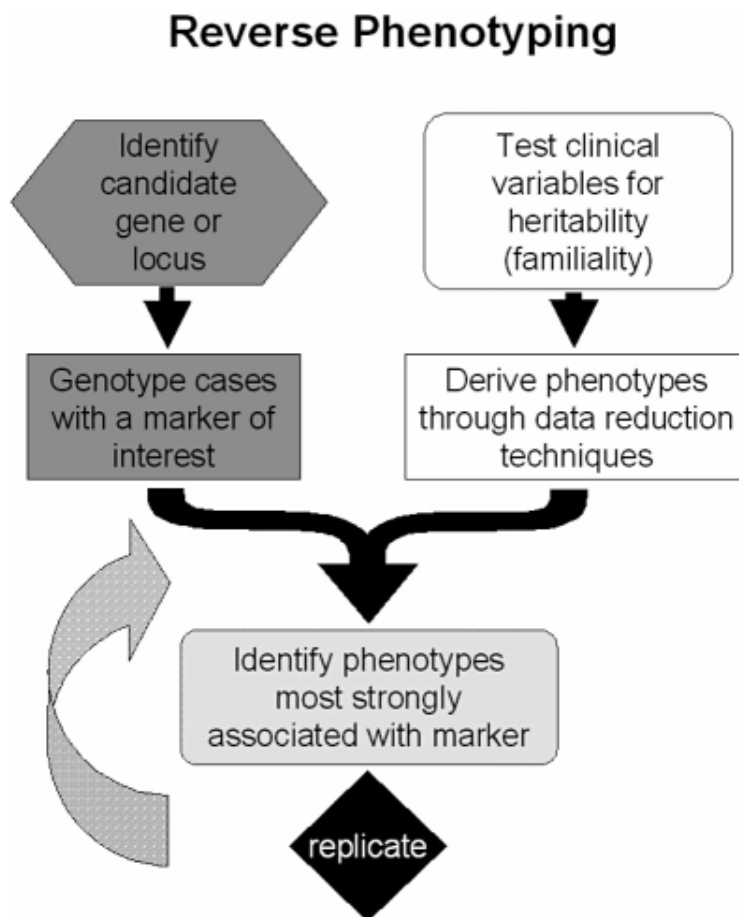 Reverse Phenotyping
Identify
candidate
gene or
locus
Test clinical
variables for
heritability
(familiality)
Genotype cases
with a marker of
interest
Derive phenotypes
through data reduction
techniques
Identify phenotypes
most strongly
associated with marker
replicate